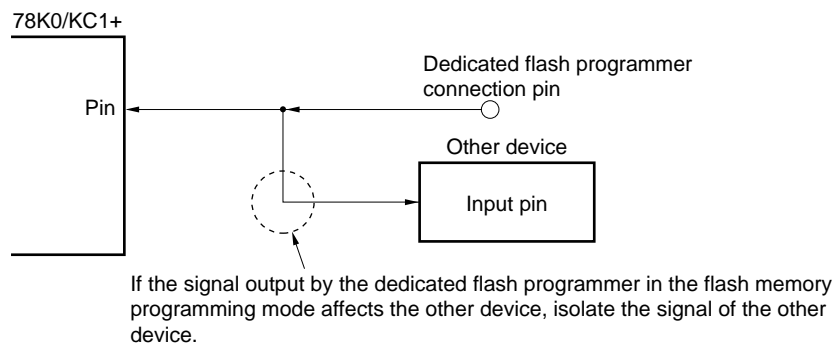 78K0/KC1+
Dedicated flash programmer
connection pin
Pin
Other device
Input pin
If the signal output by the dedicated flash programmer in the flash memory
programming mode affects the other device, isolate the signal of the other
device.